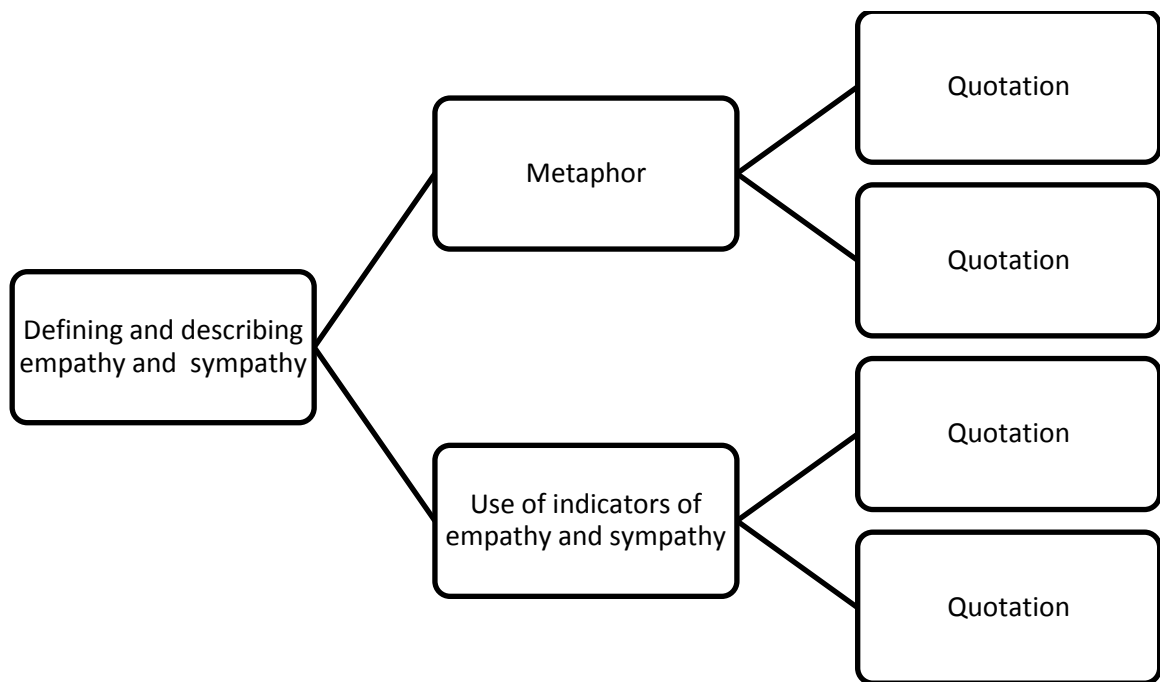 Defining and describing
empathy and  sympathy
Metaphor
Quotation
Quotation
Use of indicators of
empathy and sympathy
Quotation
Quotation